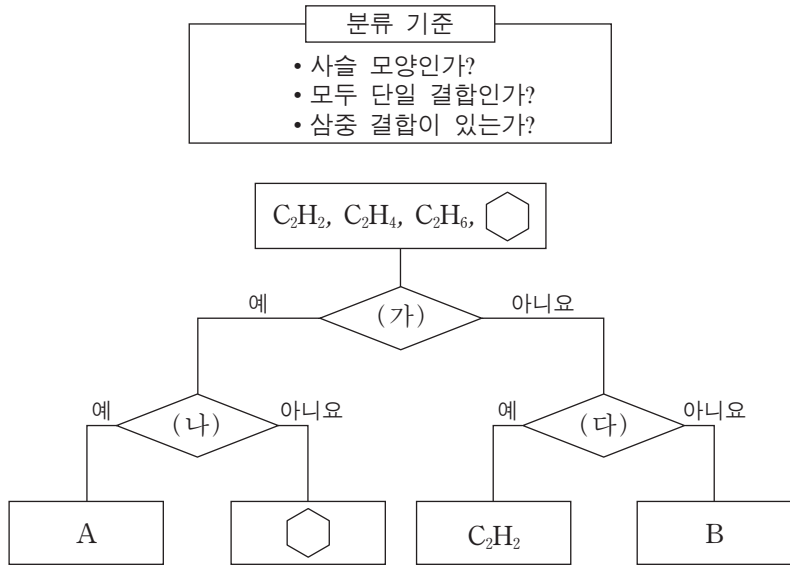 분류 기준
• 사슬 모양인가?
• 모두 단일 결합인가?
• 삼중 결합이 있는가?
C₂H₂, C₂H₄, C₂H₆,
예
(가)
아니요
예
(나)
아니요
예
(다)
아니요
A
C₂H₂
B